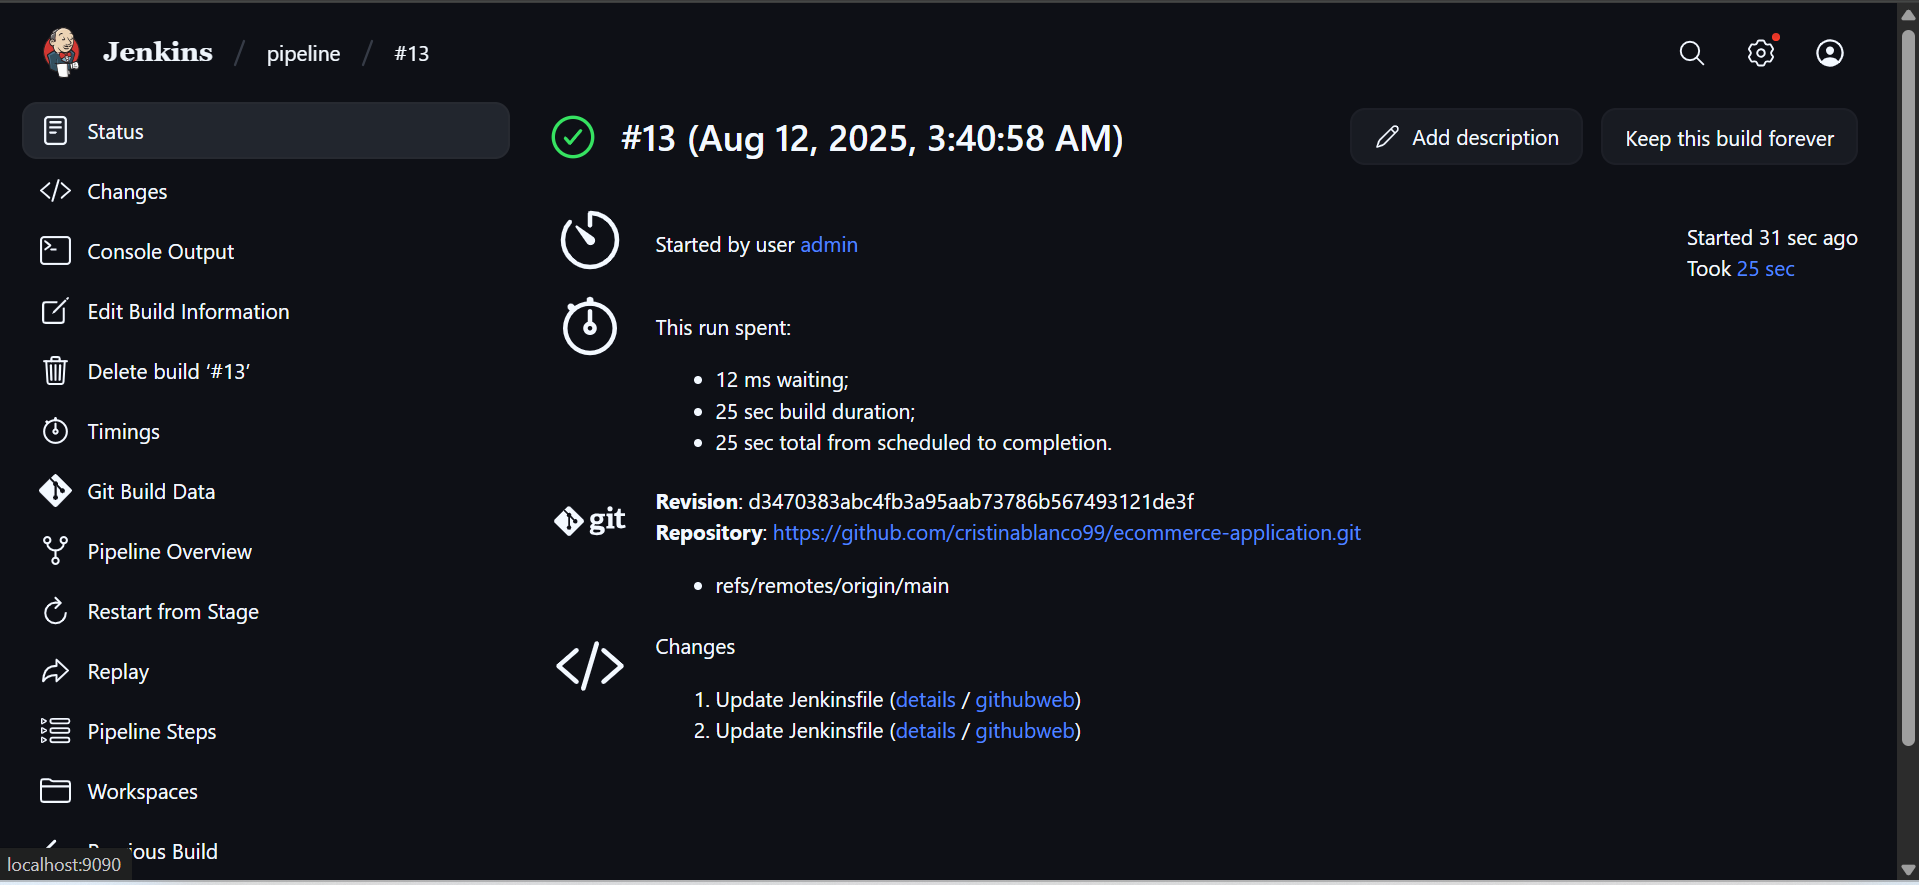 Jenkins / pipeline / #13
Status
Changes
Console Output
Edit Build Information
Delete build ‘#13’
Timings
Git Build Data
Pipeline Overview
Restart from Stage
Replay
Pipeline Steps
Workspaces
ious Build
localhost:9090
#13 (Aug 12, 2025, 3:40:58 AM)
Add description
Keep this build forever
Started by user admin
Started 31 sec ago
Took 25 sec
This run spent:
• 12 ms waiting;
• 25 sec build duration;
• 25 sec total from scheduled to completion.
git
Revision: d3470383abc4fb3a95aab73786b567493121de3f
Repository: https://github.com/cristinablanco99/ecommerce-application.git
• refs/remotes/origin/main
Changes
1. Update Jenkinsfile (details / githubweb)
2. Update Jenkinsfile (details / githubweb)